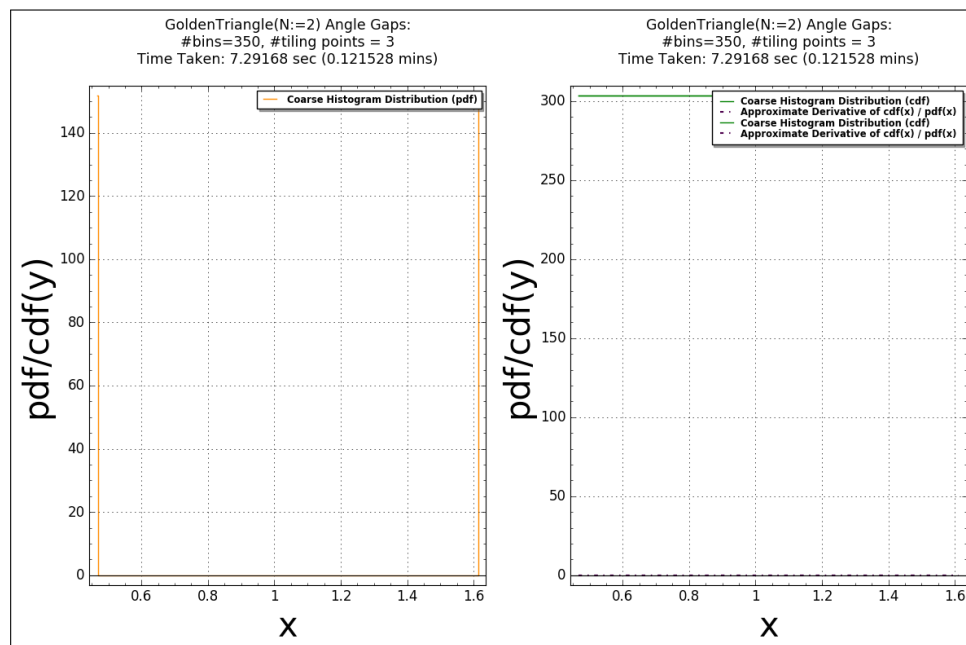 GoldenTriangle(N:=2) Angle Gaps:
#bins=350, #tiling points = 3
Time Taken: 7.29168 sec (0.121528 mins)
Coarse Histogram Distribution (pdf)
140
120
100
80
60
40
20
0
pdf/cdf(y)
0.6
0.8
1
1.2
1.4
1.6
x
GoldenTriangle(N:=2) Angle Gaps:
#bins=350, #tiling points = 3
Time Taken: 7.29168 sec (0.121528 mins)
Coarse Histogram Distribution (cdf)
Approximate Derivative of cdf(x) / pdf(x)
Coarse Histogram Distribution (cdf)
Approximate Derivative of cdf(x) / pdf(x)
300
250
200
150
100
50
0
pdf/cdf(y)
0.6
0.8
1
1.2
1.4
1.6
x